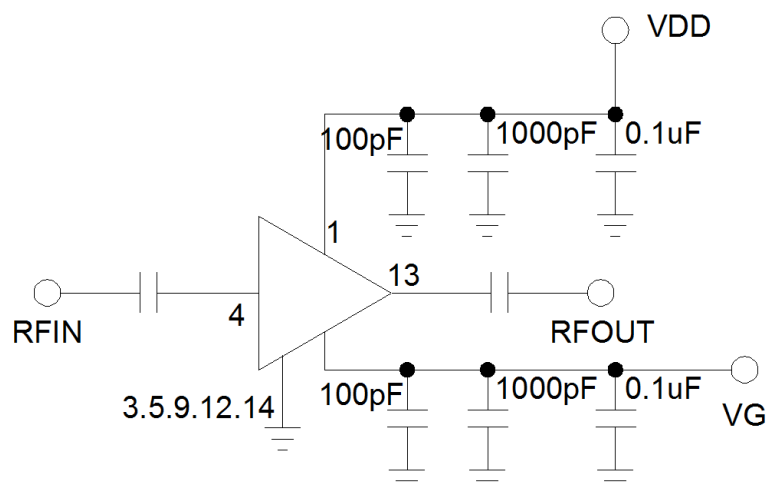 VDD
100pF 1000pF 0.1uF
1
13
RFIN
4
RFOUT
3.5.9.12.14
100pF 1000pF 0.1uF
VG